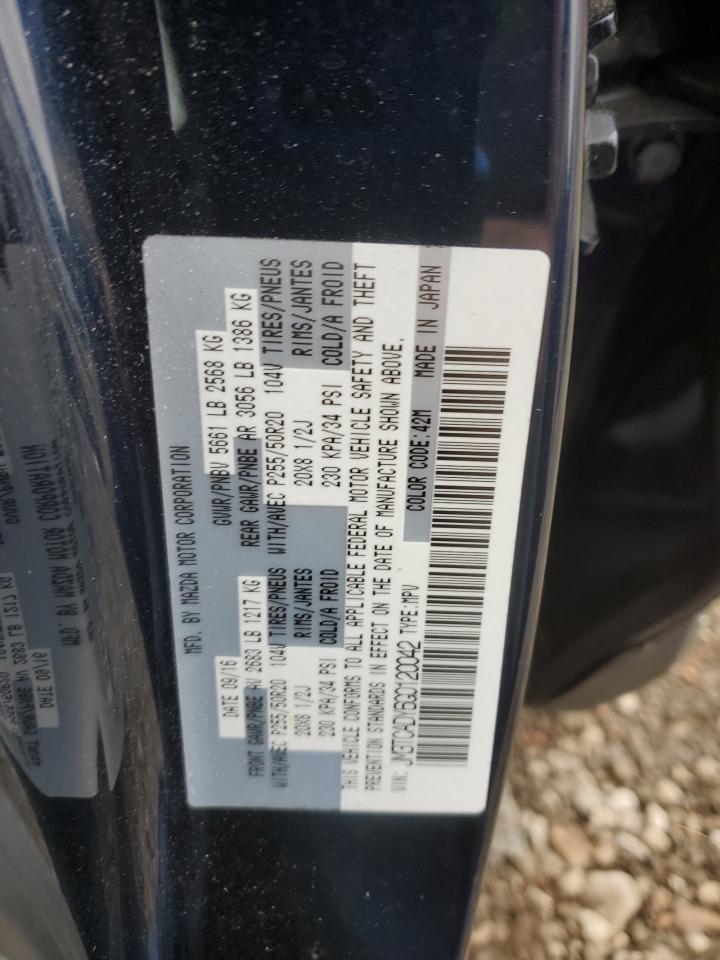 MFD. BY MAZDA MOTOR CORPORATION
DATE 09/16 GVWR/PNBV 5661 LB 2568 KG
FRONT GAWR/PNBE AV 2683 LB 1217 KG REAR GAWR/PNBE AR 3056 LB 1386 KG
WITH/AVEC P255/50R20 104V TIRES/PNEUS WITH/AVEC P255/50R20 104V TIRES/PNEUS
20X8 1/2J RIMS/JANTES 20X8 1/2J RIMS/JANTES
230 KPA/34 PSI COLD/A FROID 230 KPA/34 PSI COLD/A FROID
THIS VEHICLE CONFORMS TO ALL APPLICABLE FEDERAL MOTOR VEHICLE SAFETY AND THEFT
PREVENTION STANDARDS IN EFFECT ON THE DATE OF MANUFACTURE SHOWN ABOVE.
VIN: JM3TCADY6G0120042 TYPE:MPV COLOR CODE:42M MADE IN JAPAN